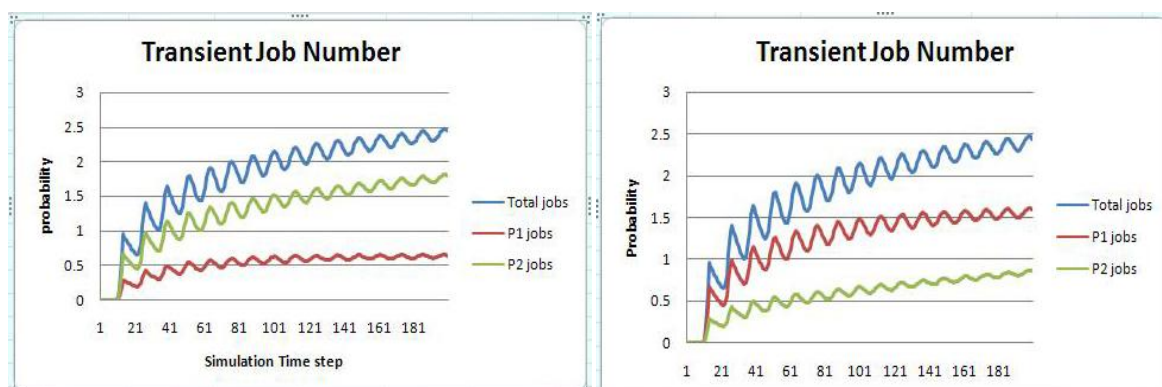 Transient Job Number
3
2.5
2
1.5
1
0.5
0
probability
1 21 41 61 81 101 121 141 161 181
Simulation Time step
Total jobs
P1 jobs
P2 jobs
Transient Job Number
3
2.5
2
1.5
1
0.5
0
Probability
1 21 41 61 81 101 121 141 161 181
Total jobs
P1 jobs
P2 jobs